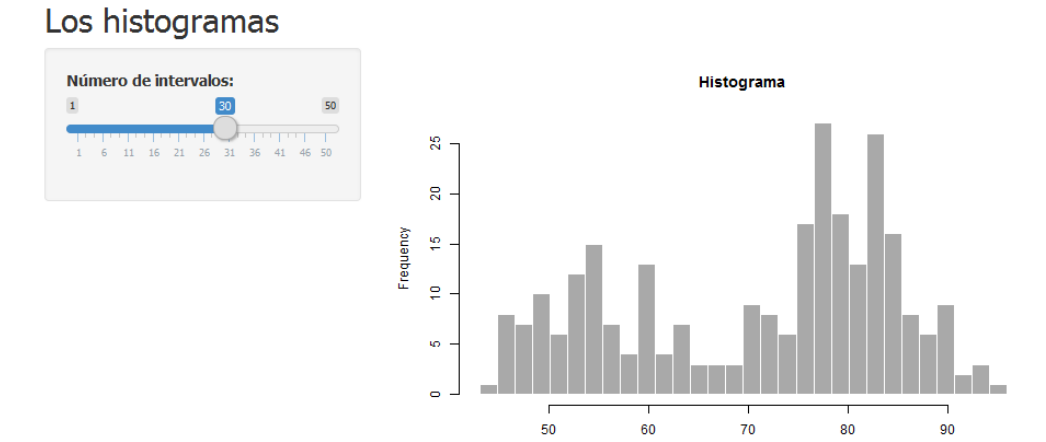 Los histogramas
Número de intervalos:
1 30 50
1 6 11 16 21 26 31 36 41 46 50
Histograma
Frequency
0 5 10 15 20 25
50 60 70 80 90